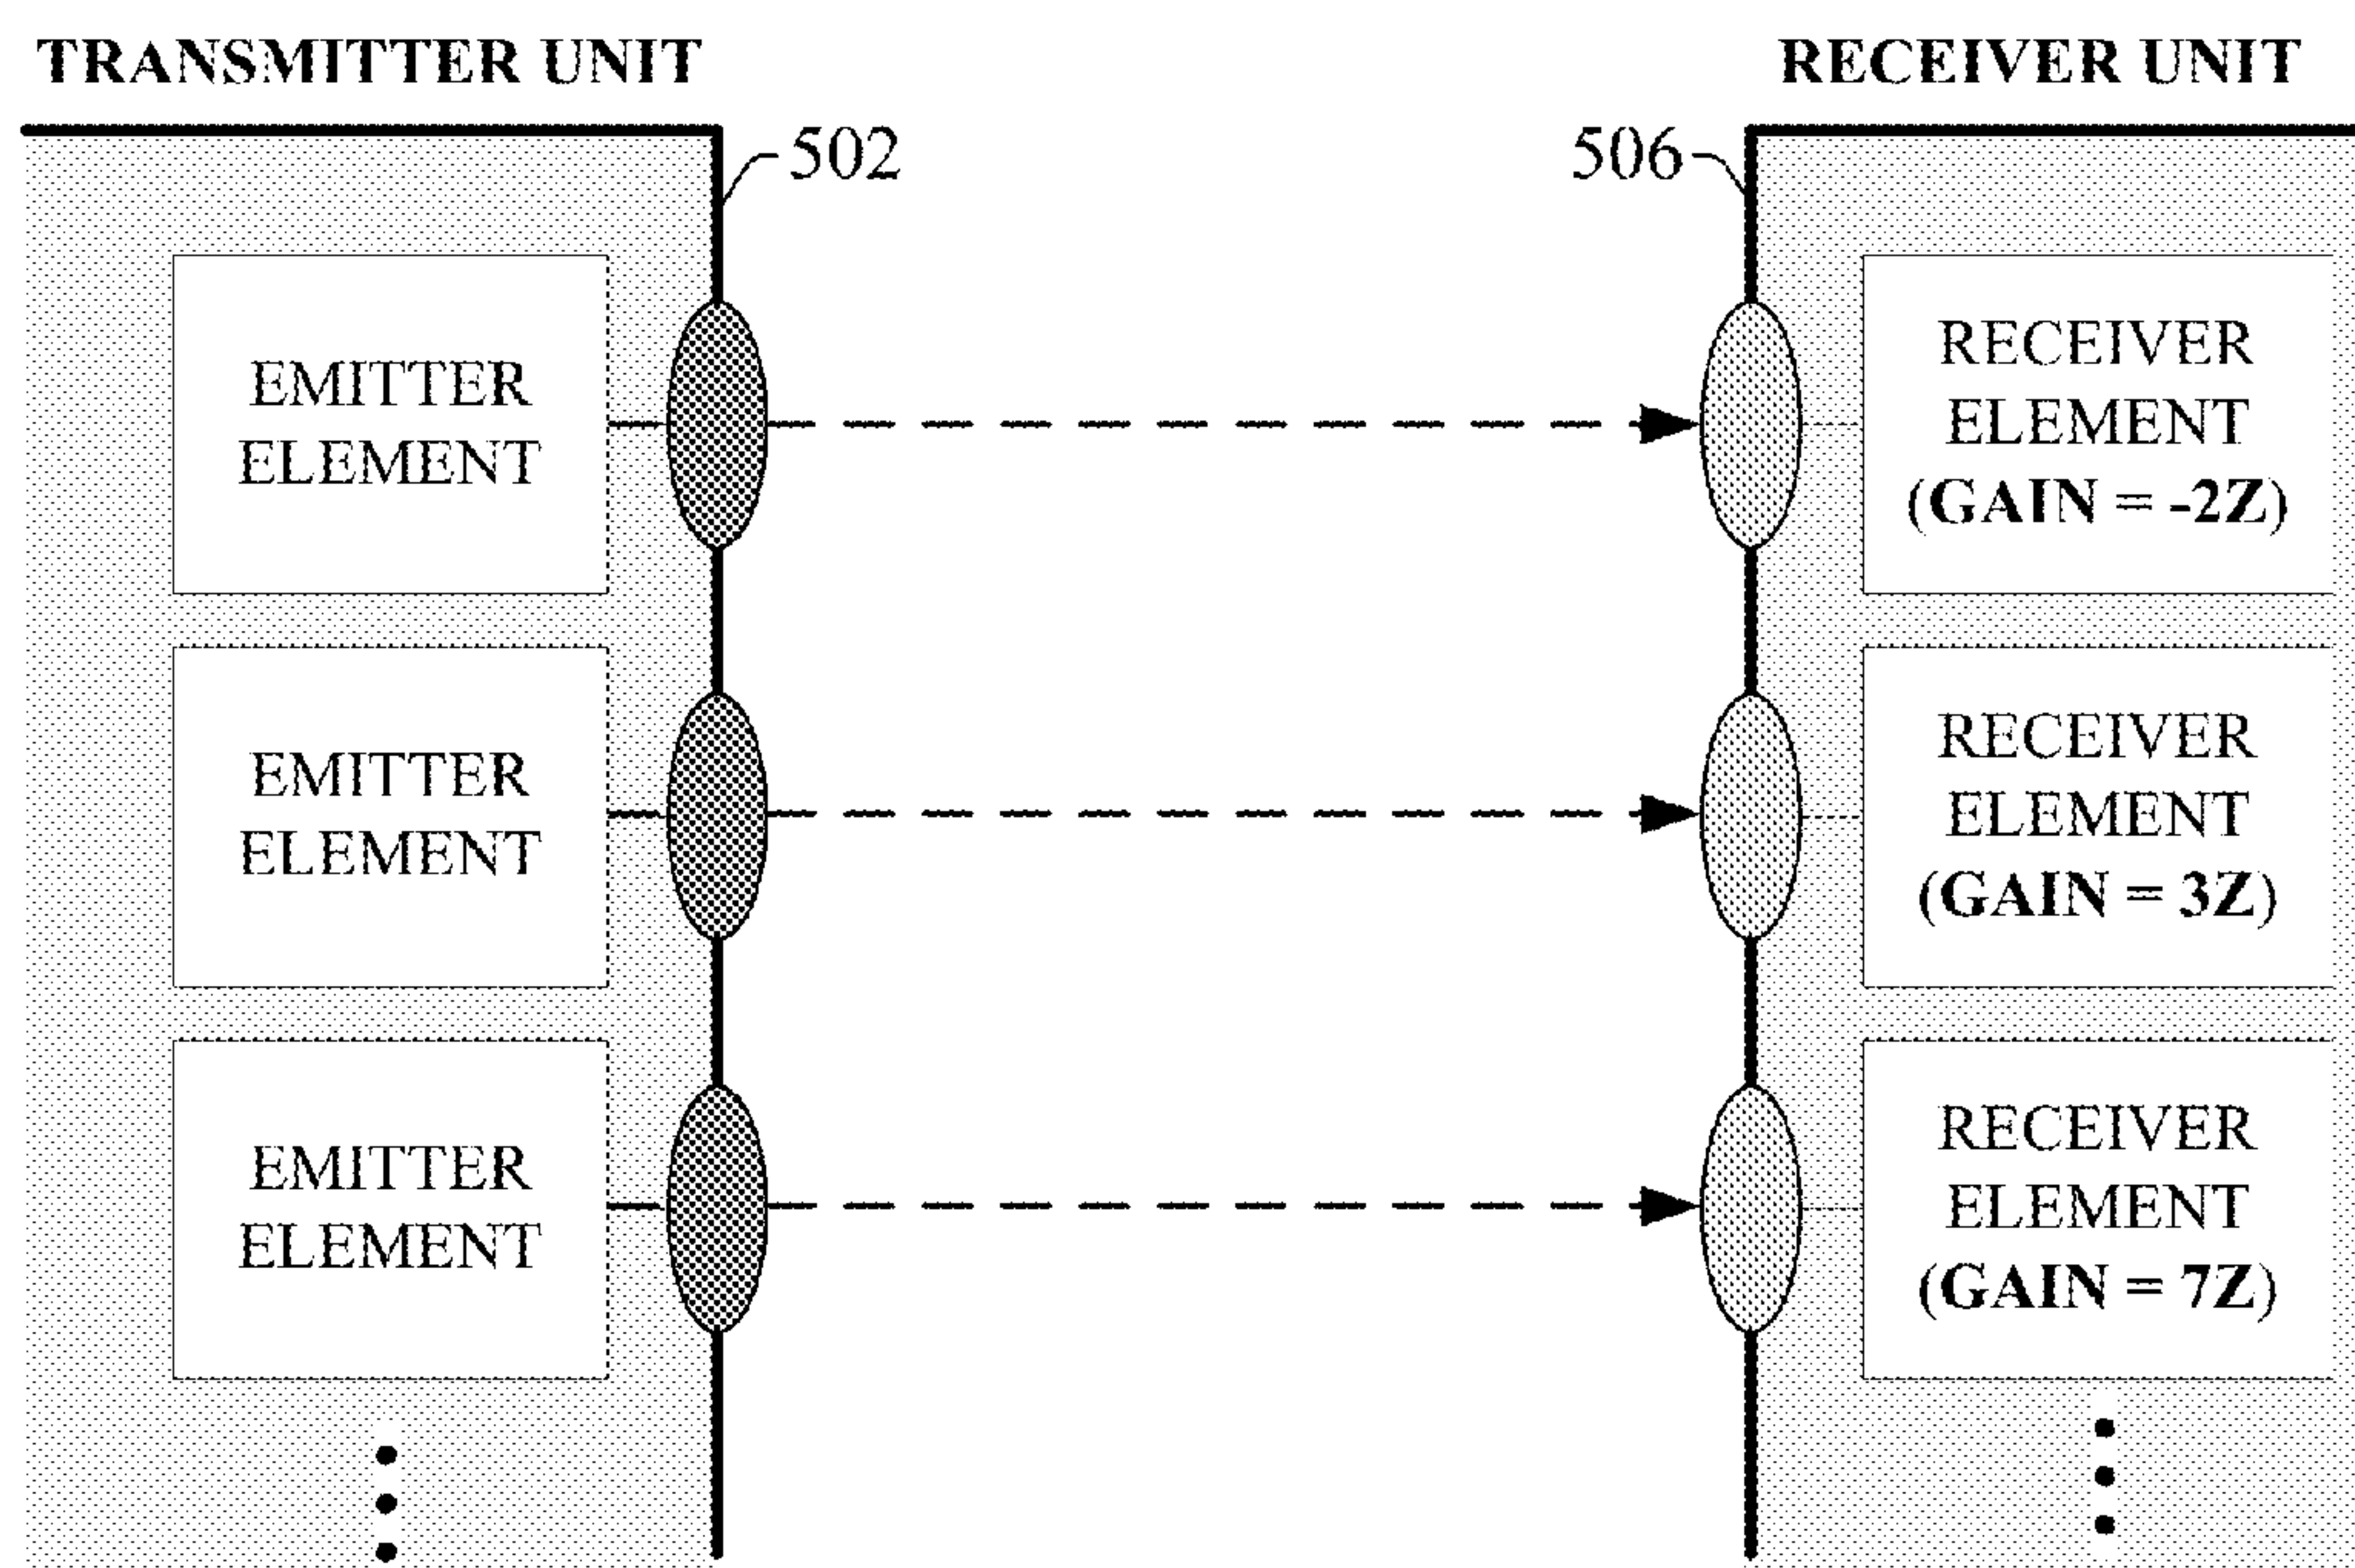 TRANSMITTER UNIT
RECEIVER UNIT
502
506
EMITTER
ELEMENT
RECEIVER
ELEMENT
(GAIN = -2Z)
EMITTER
ELEMENT
RECEIVER
ELEMENT
(GAIN = 3Z)
EMITTER
ELEMENT
RECEIVER
ELEMENT
(GAIN = 7Z)